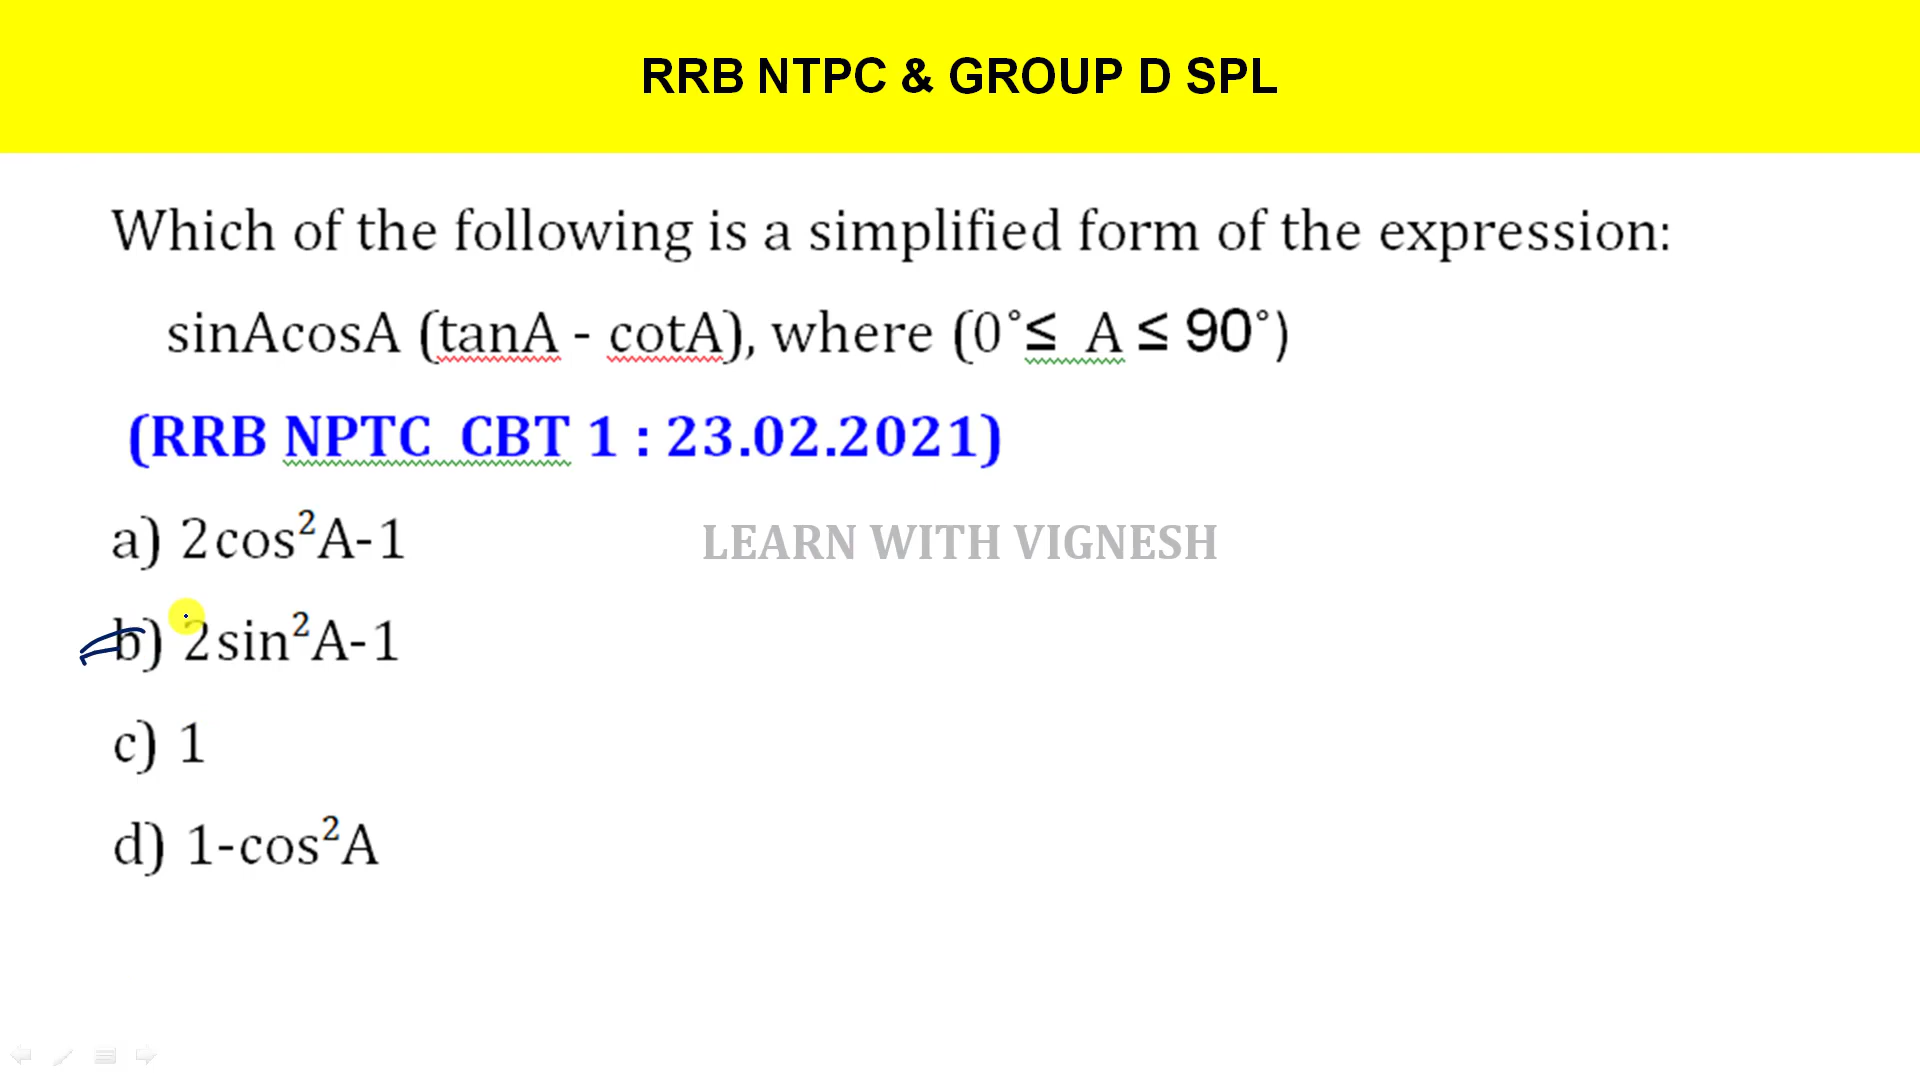 RRB NTPC & GROUP D SPL
Which of the following is a simplified form of the expression:
sinAcosA (tanA - cotA), where (0°≤ A ≤ 90°)
(RRB NPTC CBT 1 : 23.02.2021)
a) 2cos²A-1
LEARN WITH VIGNESH
b) 2sin²A-1
c) 1
d) 1-cos²A